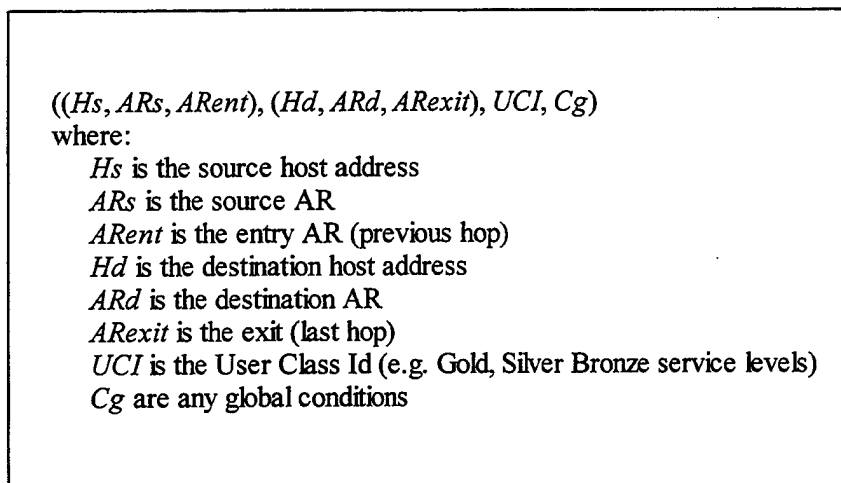 ((Hs, ARs, ARent), (Hd, ARd, ARexit), UCI, Cg)
where:
Hs is the source host address
ARs is the source AR
ARent is the entry AR (previous hop)
Hd is the destination host address
ARd is the destination AR
ARexit is the exit (last hop)
UCI is the User Class Id (e.g. Gold, Silver Bronze service levels)
Cg are any global conditions